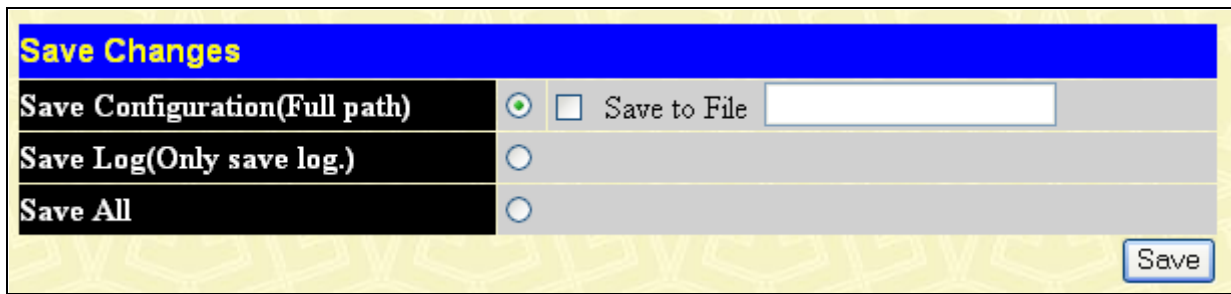 Save Changes
Save Configuration(Full path) Save to File
Save Log(Only save log.)
Save All
Save